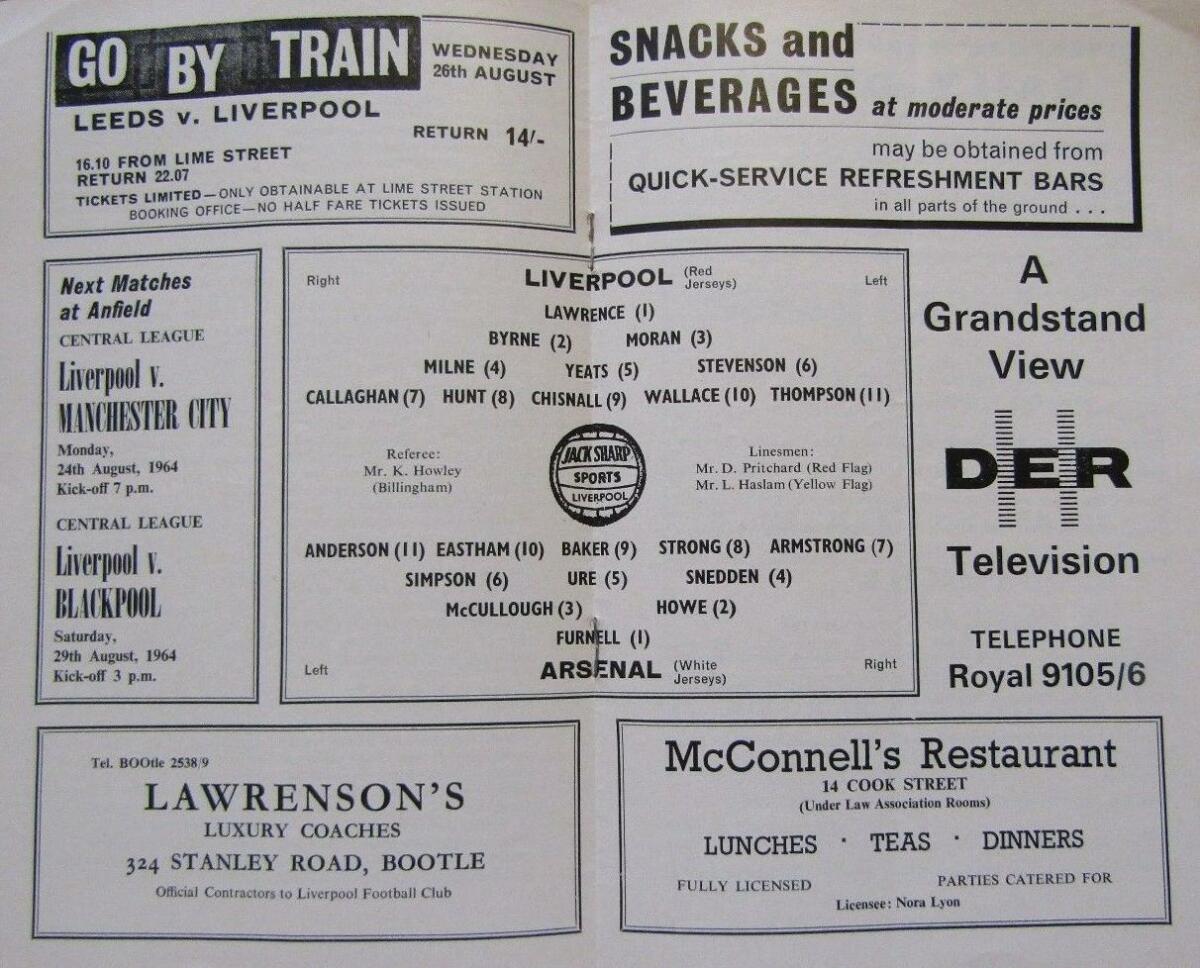 GO BY TRAIN
WEDNESDAY
26th AUGUST
LEEDS v. LIVERPOOL
RETURN 14/-
16.10 FROM LIME STREET
RETURN 22.07
TICKETS LIMITED—ONLY OBTAINABLE AT LIME STREET STATION
BOOKING OFFICE—NO HALF FARE TICKETS ISSUED
SNACKS and
BEVERAGES at moderate prices
may be obtained from
QUICK-SERVICE REFRESHMENT BARS
in all parts of the ground . . .
Next Matches
at Anfield
CENTRAL LEAGUE
Liverpool v.
MANCHESTER CITY
Monday,
24th August, 1964
Kick-off 7 p.m.
CENTRAL LEAGUE
Liverpool v.
BLACKPOOL
Saturday,
29th August, 1964
Kick-off 3 p.m.
Right LIVERPOOL (Red Jerseys) Left
LAWRENCE (1)
BYRNE (2) MORAN (3)
MILNE (4) YEATS (5) STEVENSON (6)
CALLAGHAN (7) HUNT (8) CHISNALL (9) WALLACE (10) THOMPSON (11)
Referee:
Mr. K. Howley
(Billingham)
JACK SHARP
SPORTS
LIVERPOOL
Linesmen:
Mr. D. Pritchard (Red Flag)
Mr. L. Haslam (Yellow Flag)
ANDERSON (11) EASTHAM (10) BAKER (9) STRONG (8) ARMSTRONG (7)
SIMPSON (6) URE (5) SNEDDEN (4)
McCULLOUGH (3) HOWE (2)
FURNELL (1)
Left ARSENAL (White Jerseys) Right
A
Grandstand
View
DER
Television
TELEPHONE
Royal 9105/6
Tel. BOOtle 2538/9
LAWRENSON'S
LUXURY COACHES
324 STANLEY ROAD, BOOTLE
Official Contractors to Liverpool Football Club
McConnell's Restaurant
14 COOK STREET
(Under Law Association Rooms)
LUNCHES · TEAS · DINNERS
FULLY LICENSED PARTIES CATERED FOR
Licensee: Nora Lyon